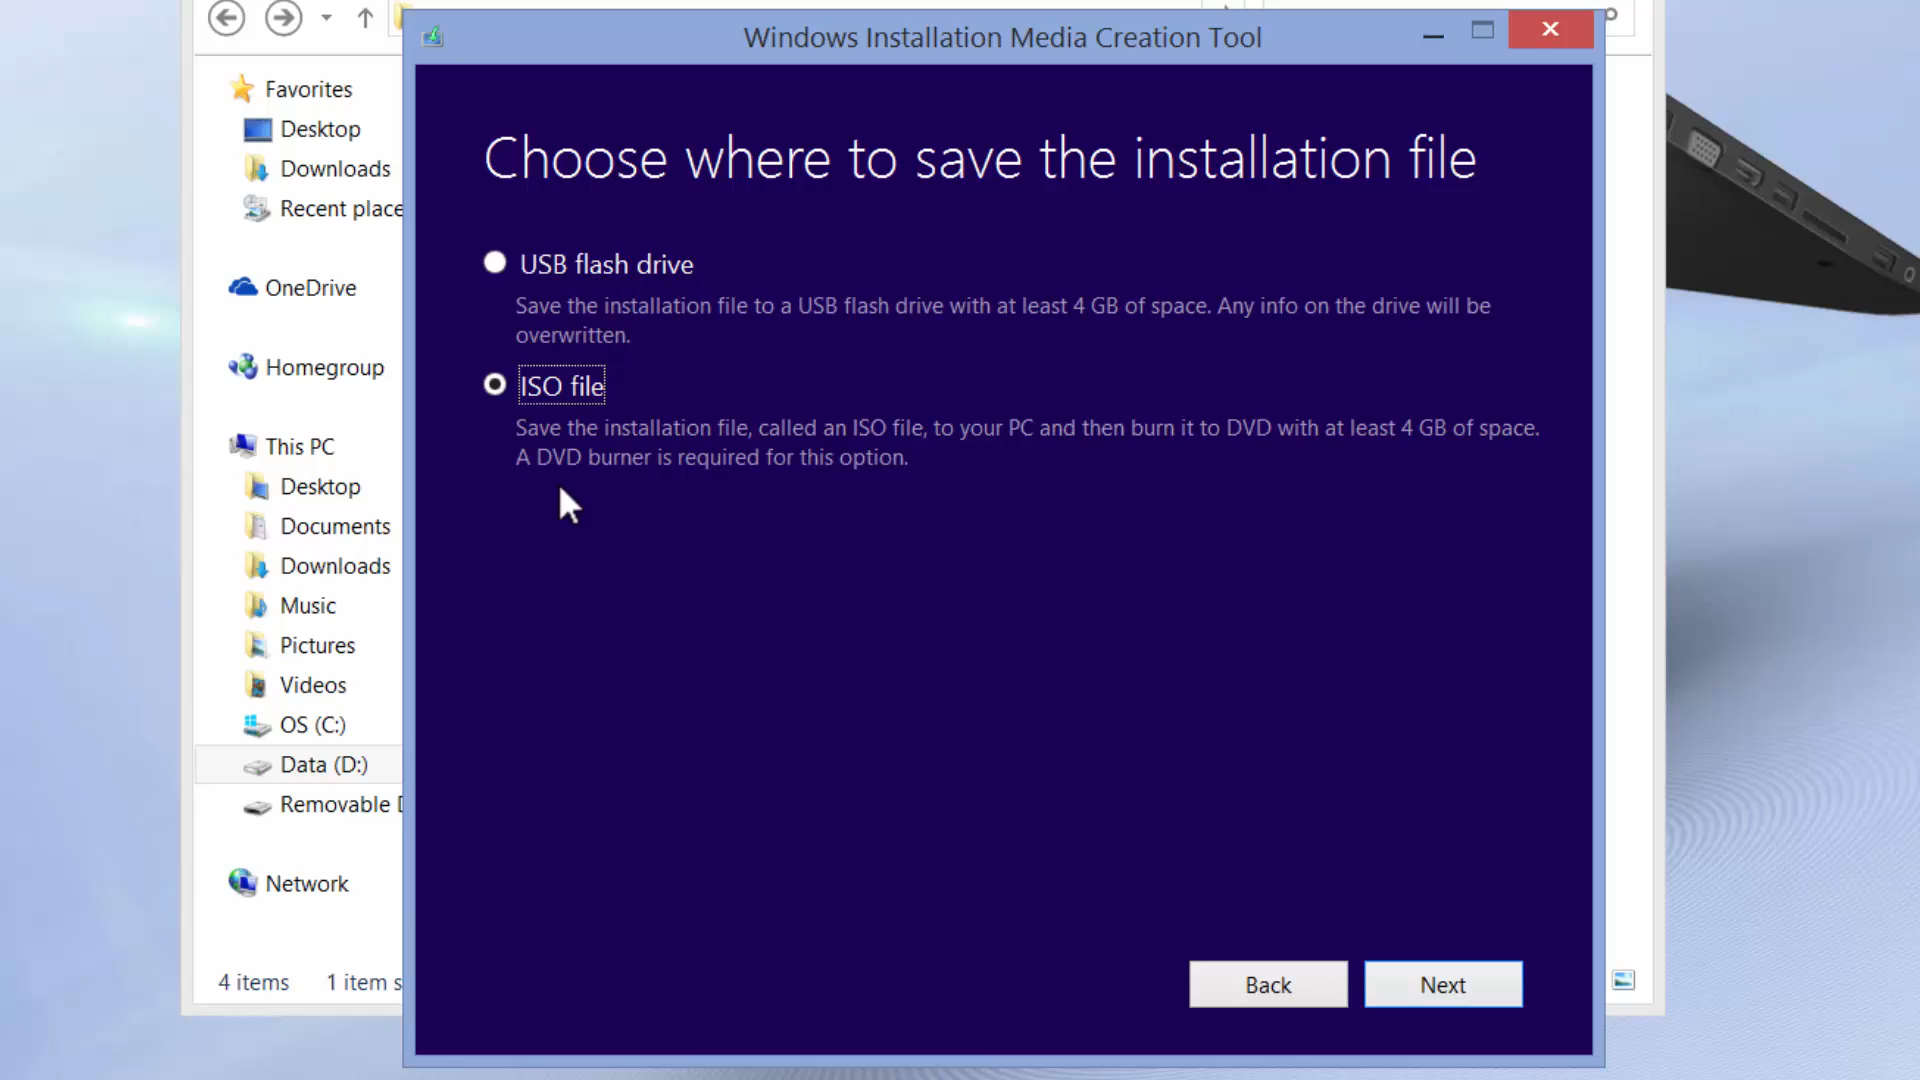 Windows Installation Media Creation Tool
Favorites
Desktop
Downloads
Recent place
OneDrive
Homegroup
This PC
Desktop
Documents
Downloads
Music
Pictures
Videos
OS (C:)
Data (D:)
Removable
Network
4 items 1 item s
Choose where to save the installation file
USB flash drive
Save the installation file to a USB flash drive with at least 4 GB of space. Any info on the drive will be
overwritten.
ISO file
Save the installation file, called an ISO file, to your PC and then burn it to DVD with at least 4 GB of space.
A DVD burner is required for this option.
Back Next